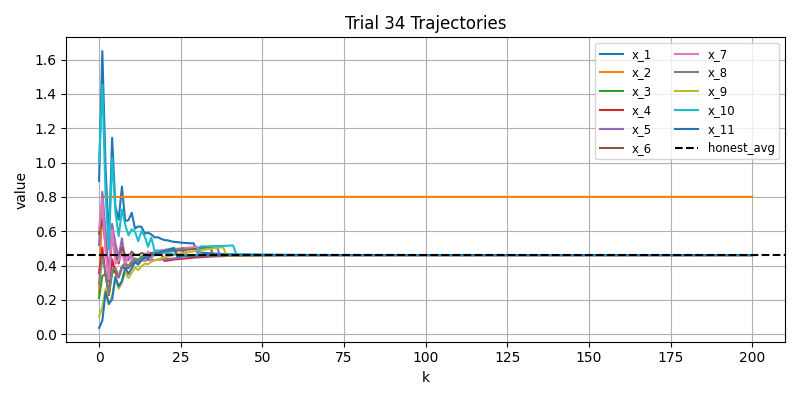 Trial 34 Trajectories
value
1.6
1.4
1.2
1.0
0.8
0.6
0.4
0.2
0.0
x_1
x_2
x_3
x_4
x_5
x_6
x_7
x_8
x_9
x_10
x_11
honest_avg
0 25 50 75 100 125 150 175 200
k